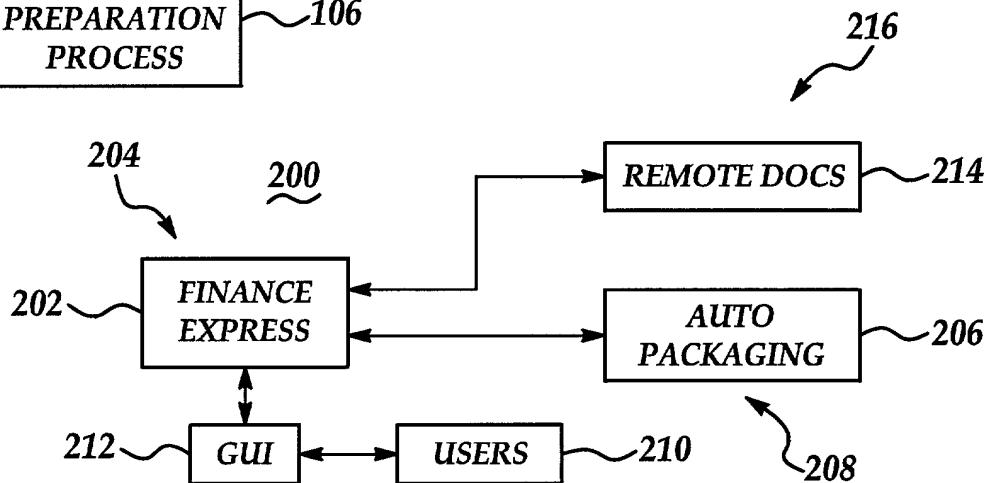 PREPARATION
PROCESS
106
216
204
200
REMOTE DOCS
214
202
FINANCE
EXPRESS
AUTO
PACKAGING
206
212
GUI
USERS
210
208